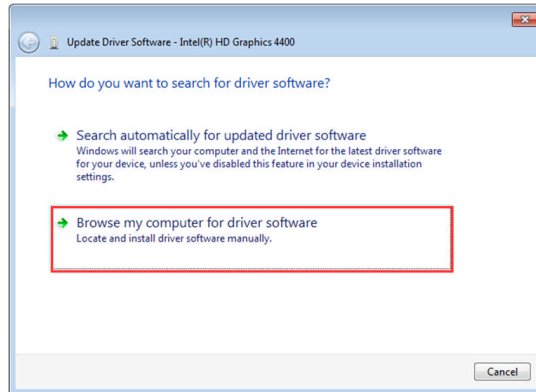 Update Driver Software - Intel(R) HD Graphics 4400
How do you want to search for driver software?
Search automatically for updated driver software
Windows will search your computer and the Internet for the latest driver software
for your device, unless you've disabled this feature in your device installation
settings.
Browse my computer for driver software
Locate and install driver software manually.
Cancel